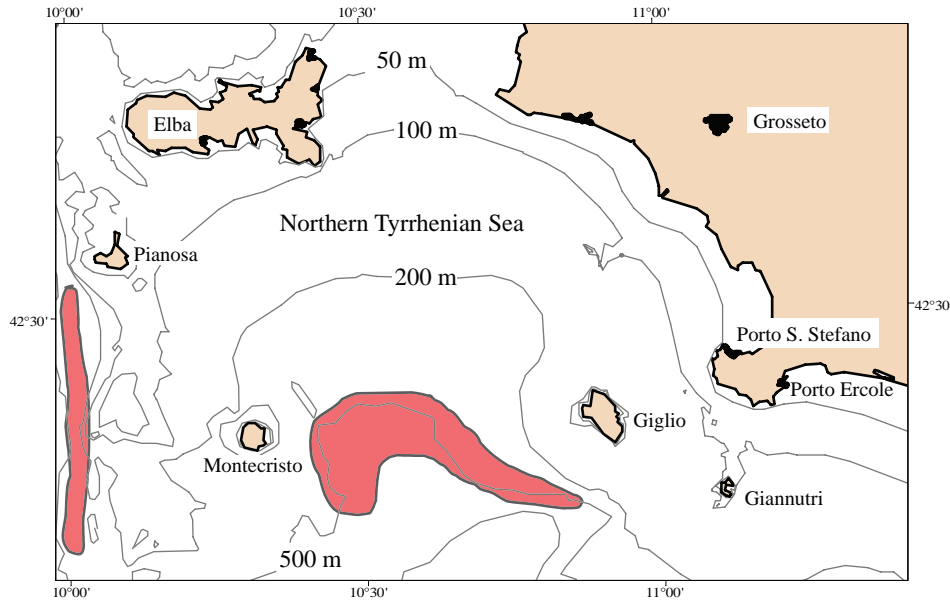 10°00'
10°30'
11°00'
50 m
Elba
100 m
Grosseto
Northern Tyrrhenian Sea
Pianosa
200 m
42°30'
42°30'
Porto S. Stefano
Porto Ercole
Giglio
Montecristo
Giannutri
500 m
10°00'
10°30'
11°00'